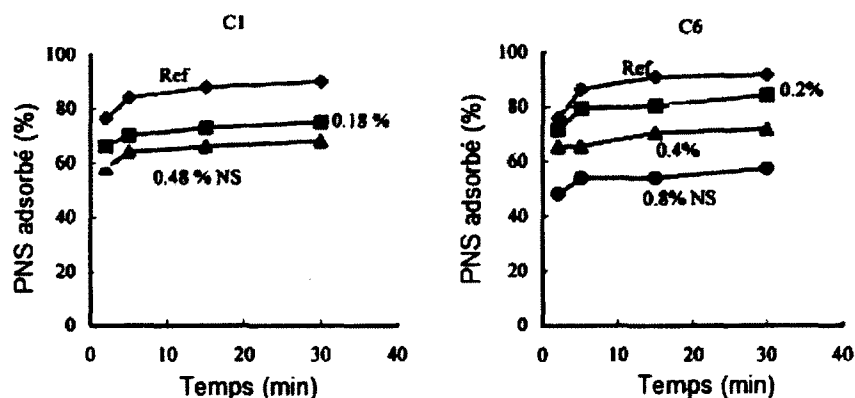 C1
PNS adsorbé (%)
100
80
60
40
20
0
Ref
0.18 %
0.48 % NS
0 10 20 30 40
Temps (min)
C6
PNS adsorbé (%)
100
80
60
40
20
0
Ref
0.2%
0.4%
0.8% NS
0 10 20 30 40
Temps (min)